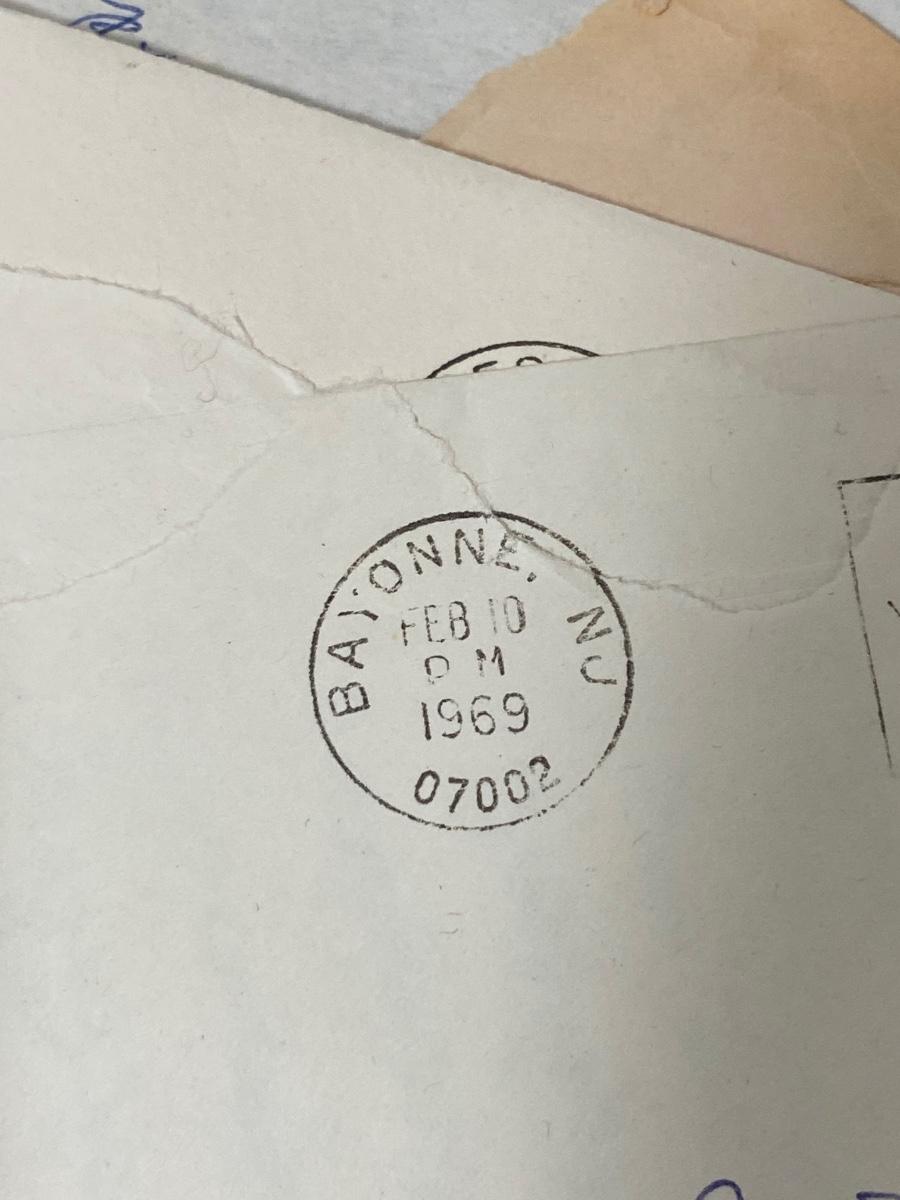 BAYONNE, NJ
FEB 10
PM
1969
07002